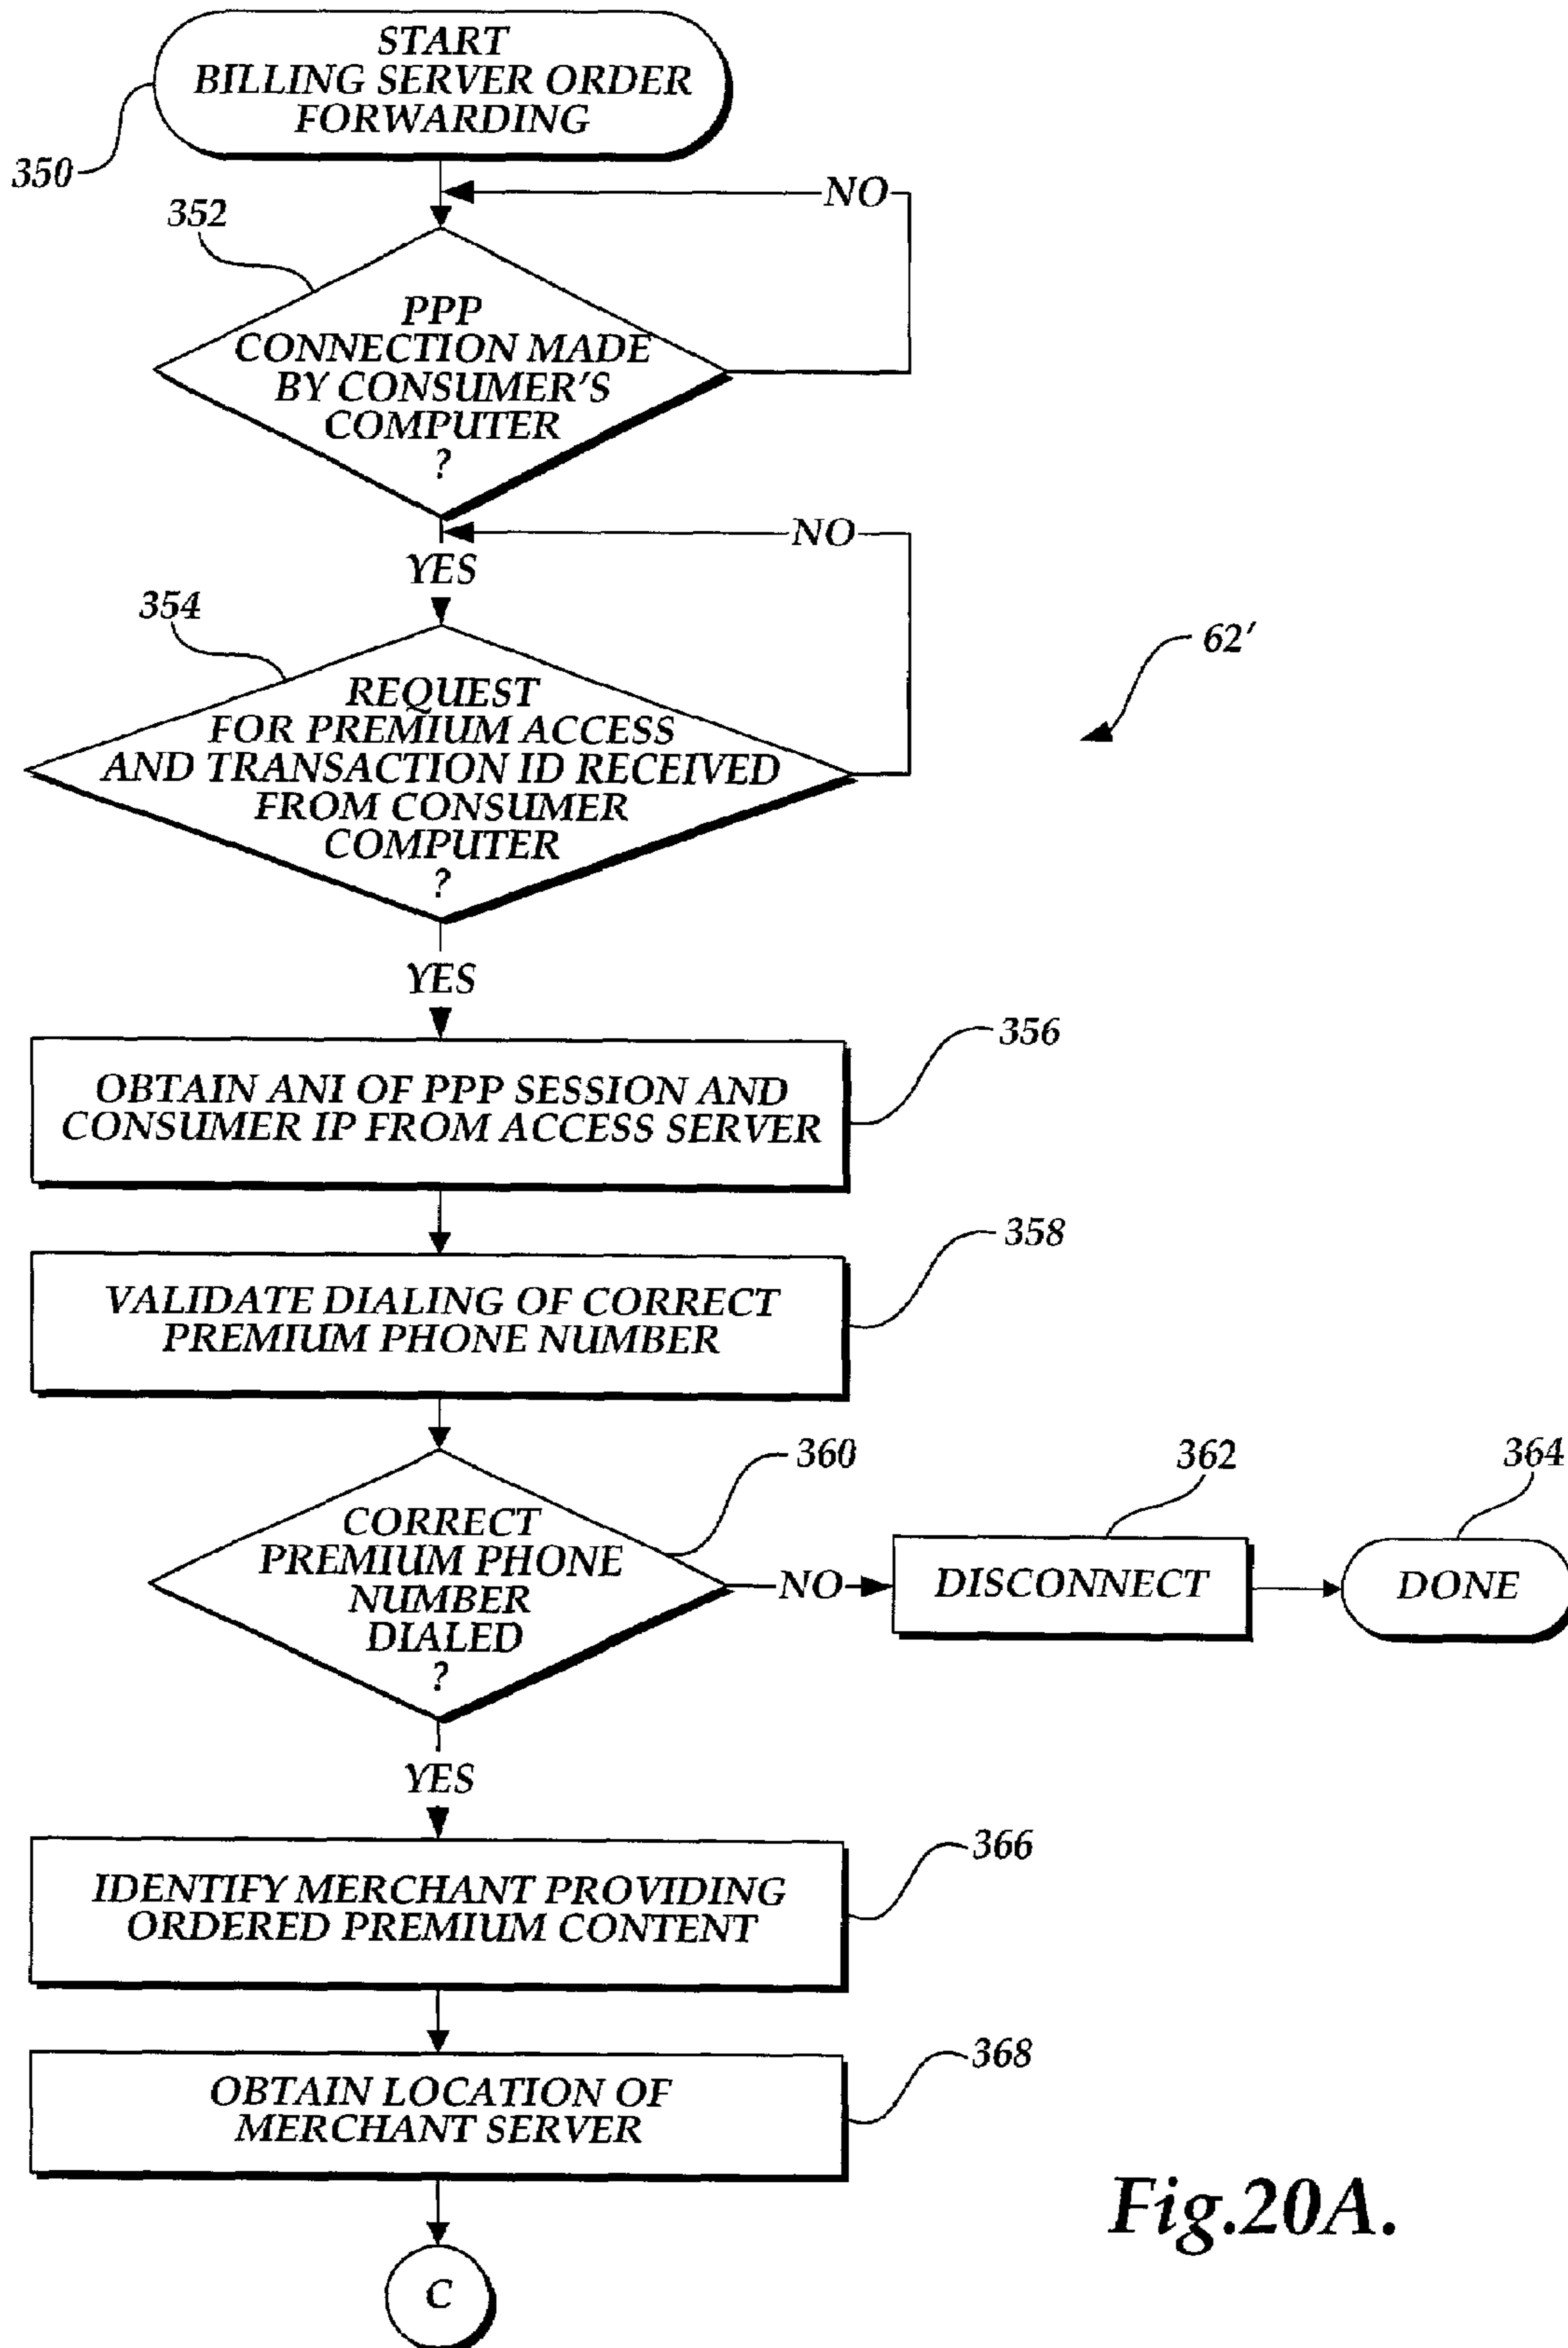 START
BILLING SERVER ORDER
FORWARDING
350
NO
352
PPP
CONNECTION MADE
BY CONSUMER'S
COMPUTER
?
NO
YES
354
62'
REQUEST
FOR PREMIUM ACCESS
AND TRANSACTION ID RECEIVED
FROM CONSUMER
COMPUTER
?
YES
356
OBTAIN ANI OF PPP SESSION AND
CONSUMER IP FROM ACCESS SERVER
358
VALIDATE DIALING OF CORRECT
PREMIUM PHONE NUMBER
360
362
364
CORRECT
PREMIUM PHONE
NUMBER
DIALED
?
NO
DISCONNECT
DONE
YES
366
IDENTIFY MERCHANT PROVIDING
ORDERED PREMIUM CONTENT
368
OBTAIN LOCATION OF
MERCHANT SERVER
C
Fig.20A.